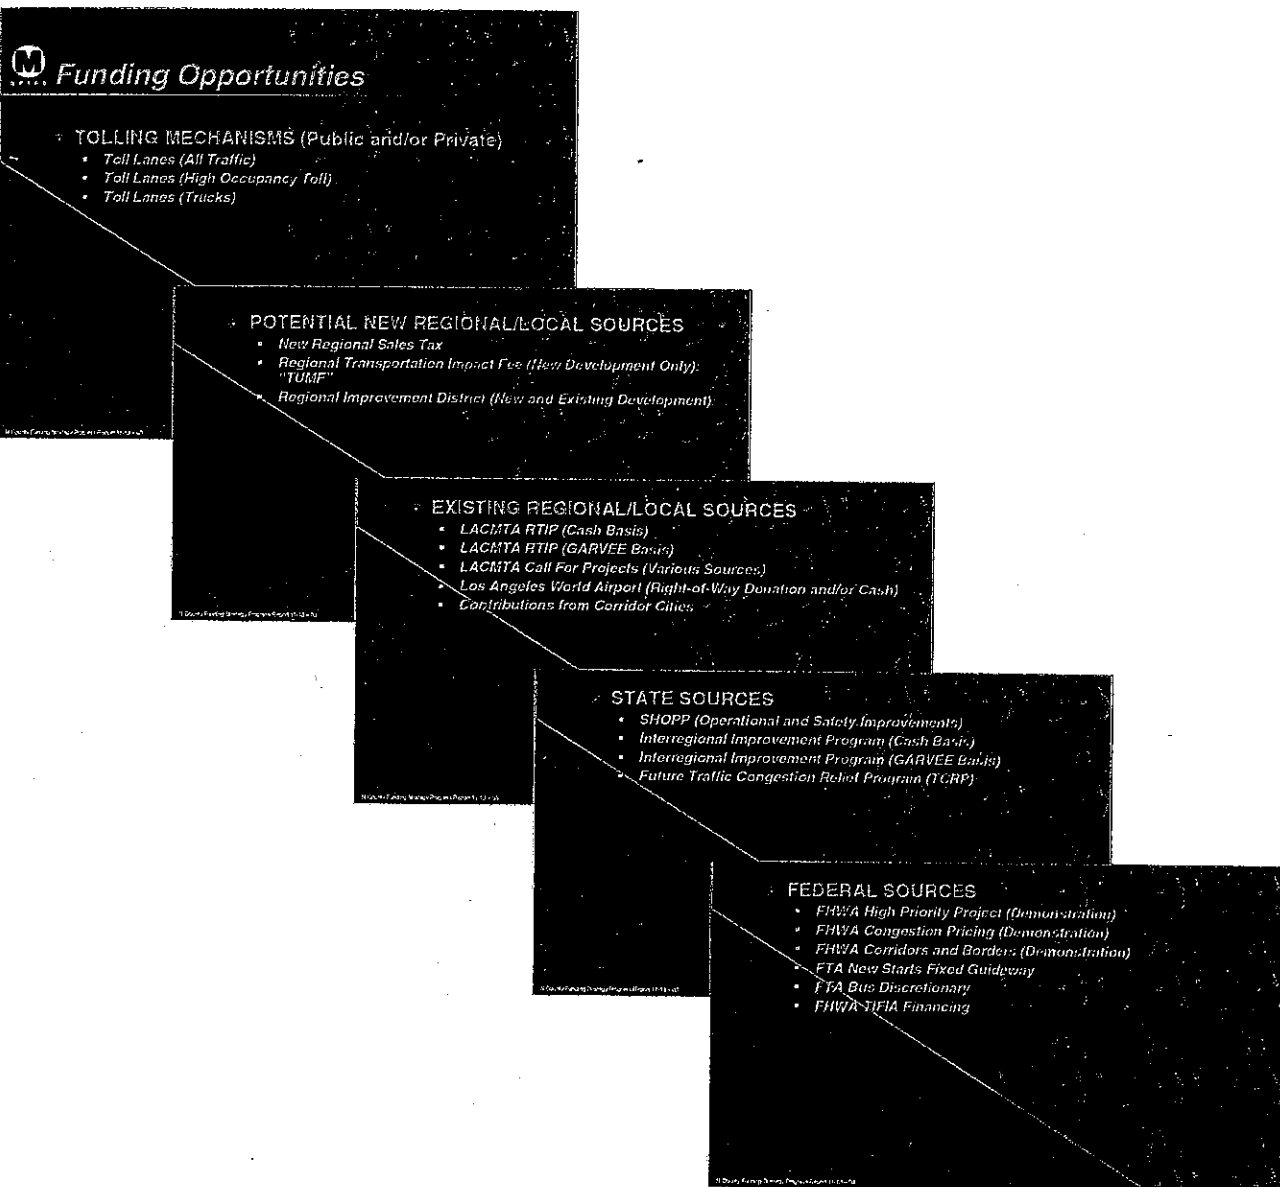 M
METRO
Funding Opportunities
TOLLING MECHANISMS (Public and/or Private)
• Toll Lanes (All Traffic)
• Toll Lanes (High Occupancy Toll)
• Toll Lanes (Trucks)
POTENTIAL NEW REGIONAL/LOCAL SOURCES
• New Regional Sales Tax
• Regional Transportation Impact Fee (New Development Only):
"TUMF"
• Regional Improvement District (New and Existing Development)
EXISTING REGIONAL/LOCAL SOURCES
• LACMTA RTIP (Cash Basis)
• LACMTA RTIP (GARVEE Basis)
• LACMTA Call For Projects (Various Sources)
• Los Angeles World Airport (Right-of-Way Donation and/or Cash)
• Contributions from Corridor Cities
STATE SOURCES
• SHOPP (Operational and Safety Improvements)
• Interregional Improvement Program (Cash Basis)
• Interregional Improvement Program (GARVEE Basis)
• Future Traffic Congestion Relief Program (TCRP)
FEDERAL SOURCES
• FHWA High Priority Project (Demonstration)
• FHWA Congestion Pricing (Demonstration)
• FHWA Corridors and Borders (Demonstration)
• FTA New Starts Fixed Guideway
• FTA Bus Discretionary
• FHWA TIFIA Financing